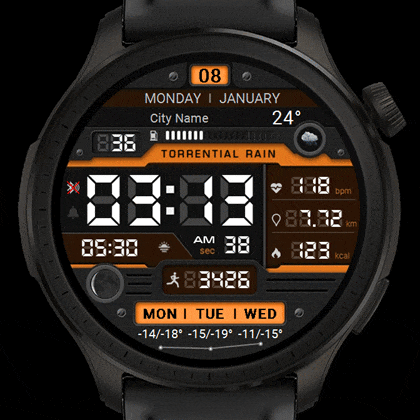 08
MONDAY | JANUARY
City Name 24°
36
TORRENTIAL RAIN
03:13
118 bpm
7.72 km
123 kcal
05:30
AM
sec 38
3426
MON | TUE | WED
-14/-18° -15/-19° -11/-15°